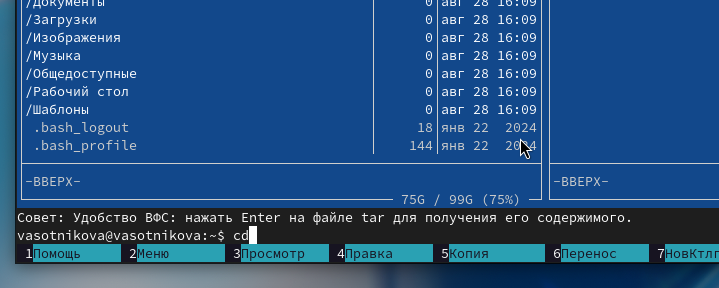 /Документы 0 авг 28 16:09
/Загрузки 0 авг 28 16:09
/Изображения 0 авг 28 16:09
/Музыка 0 авг 28 16:09
/Общедоступные 0 авг 28 16:09
/Рабочий стол 0 авг 28 16:09
/Шаблоны 0 авг 28 16:09
.bash_logout 18 янв 22 2024
.bash_profile 144 янв 22 2024
-ВВЕРХ- -ВВЕРХ-
75G / 99G (75%)
Совет: Удобство ВФС: нажать Enter на файле tar для получения его содержимого.
vasotnikova@vasotnikova:~$ cd
1Помощь 2Меню 3Просмотр 4Правка 5Копия 6Перенос 7НовКтлг